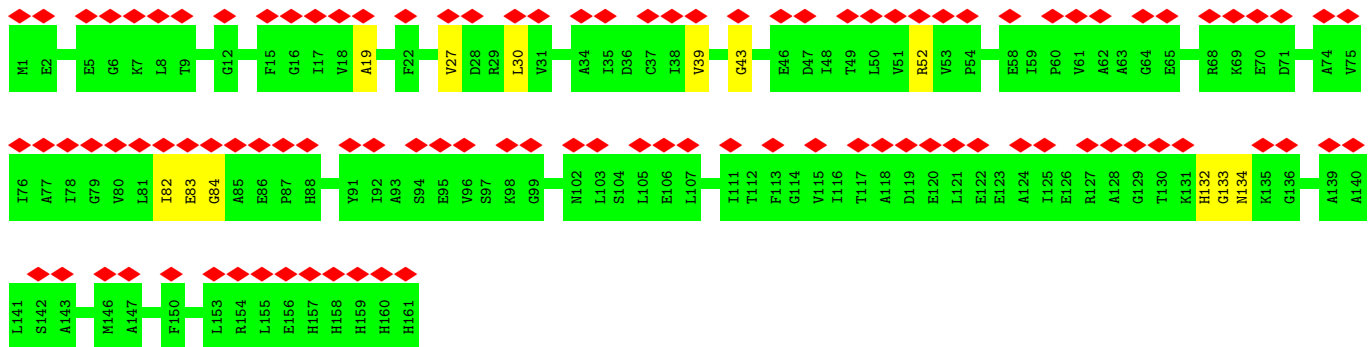 M1 E2 E5 G6 K7 L8 T9 G12 F15 G16 I17 V18 A19 F22 V27 D28 R29 L30 V31 A34 I35 D36 C37 I38 V39 G43 E46 D47 I48 T49 L50 V51 R52 V53 P54 E58 I59 P60 V61 A62 A63 G64 E65 R68 K69 E70 D71 A74 V75
I76 A77 I78 G79 V80 L81 I82 E83 G84 A85 E86 P87 H88 Y91 I92 A93 S94 E95 V96 S97 K98 G99 N102 L103 S104 L105 E106 L107 I111 T112 F113 G114 V115 I116 T117 A118 D119 E120 L121 E122 E123 A124 I125 E126 R127 A128 G129 T130 K131 H132 G133 N134 K135 G136 A139 A140
L141 S142 A143 M146 A147 F150 L153 R154 L155 E156 H157 H158 H159 H160 H161